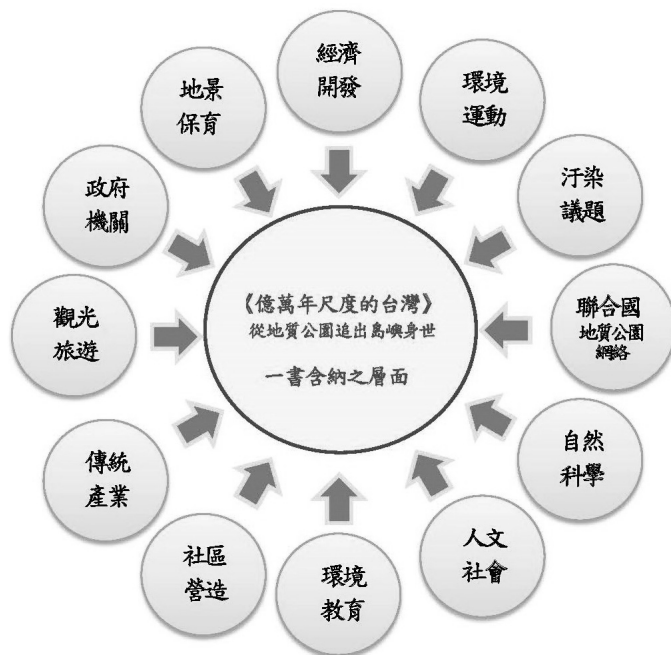 經濟
開發
環境
運動
汙染
議題
聯合國
地質公園
網絡
自然
科學
人文
社會
環境
教育
社區
營造
傳統
產業
觀光
旅遊
政府
機關
地景
保育
《億萬年尺度的台灣》
從地質公園追出島嶼身世
一書含納之層面